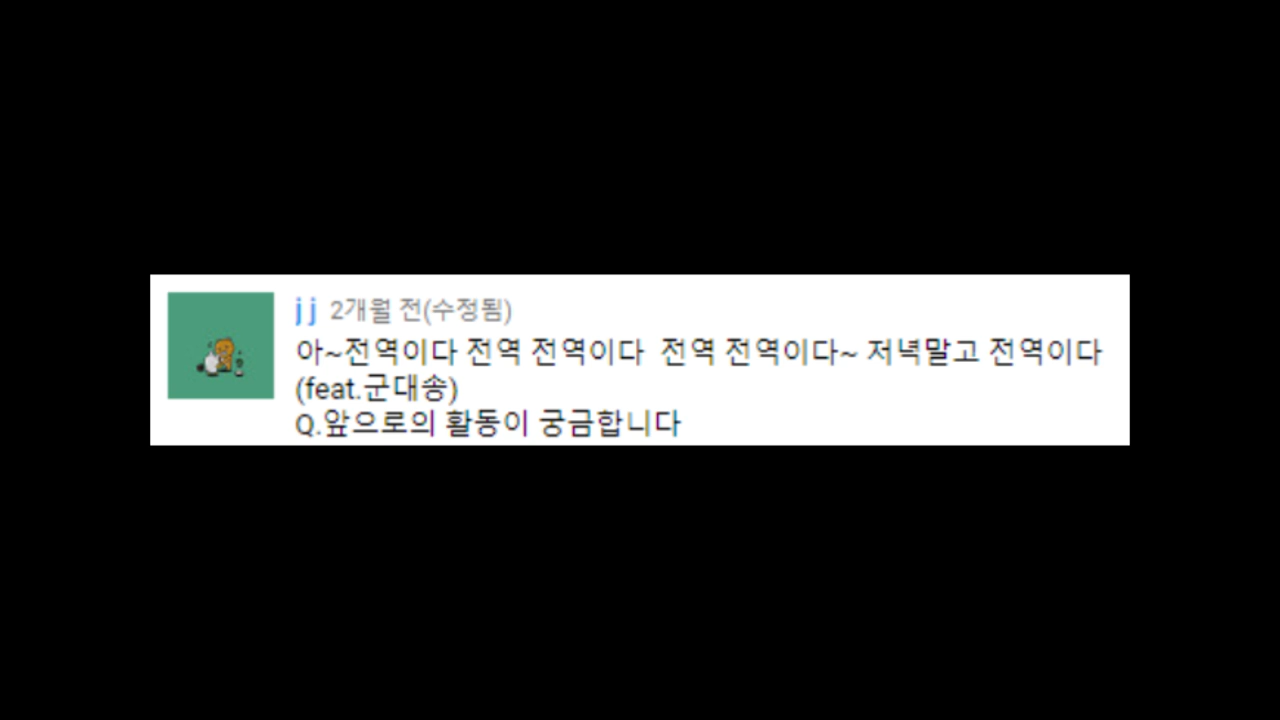 j j 2개월 전(수정됨)
아~전역이다 전역 전역이다  전역 전역이다~ 저녁말고 전역이다
(feat.군대송)
Q.앞으로의 활동이 궁금합니다